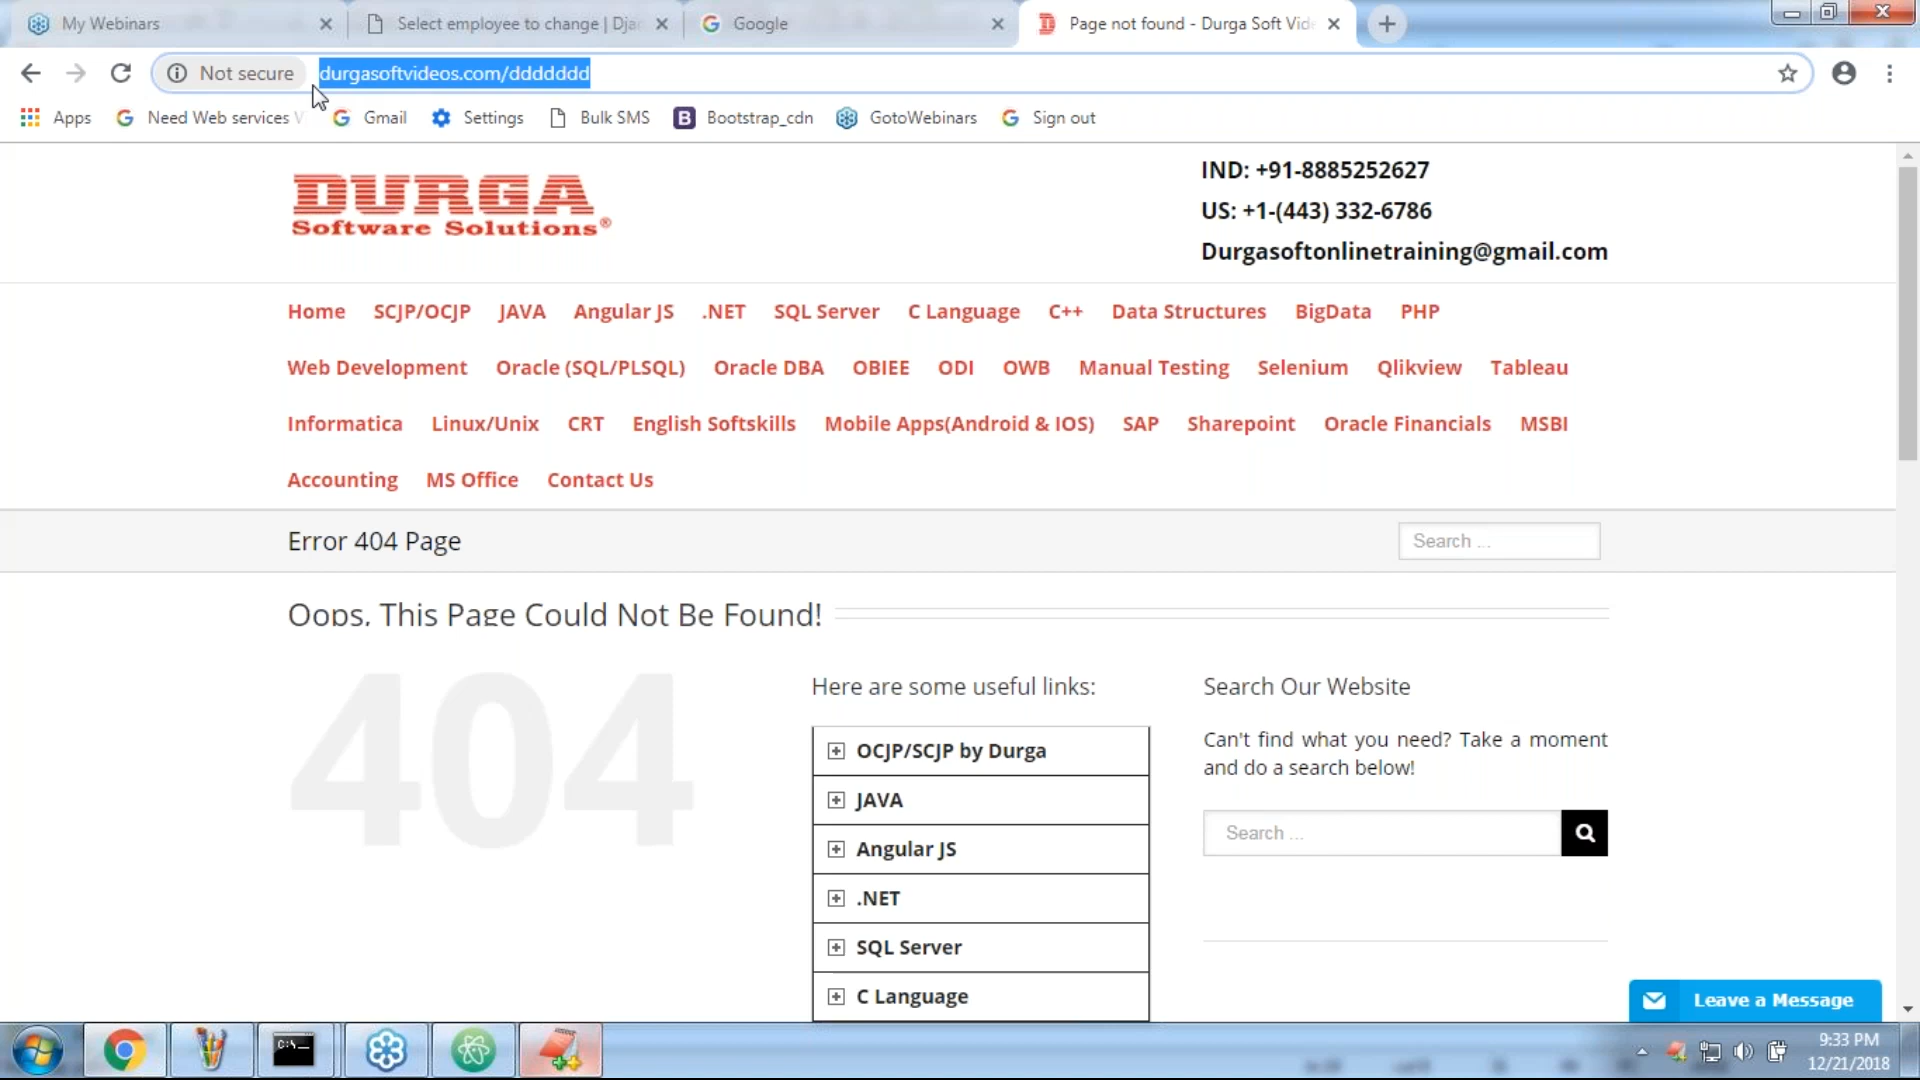 My Webinars
Select employee to change | Dja
Google
Page not found - Durga Soft Vid
Not secure
durgasoftvideos.com/ddddddd
Apps
Need Web services
Gmail
Settings
Bulk SMS
B
Bootstrap_cdn
GotoWebinars
Sign out
DURGA
Software Solutions®
IND: +91-8885252627
US: +1-(443) 332-6786
Durgasoftonlinetraining@gmail.com
Home SCJP/OCJP JAVA Angular JS .NET SQL Server C Language C++ Data Structures BigData PHP
Web Development Oracle (SQL/PLSQL) Oracle DBA OBIEE ODI OWB Manual Testing Selenium Qlikview Tableau
Informatica Linux/Unix CRT English Softskills Mobile Apps(Android & IOS) SAP Sharepoint Oracle Financials MSBI
Accounting MS Office Contact Us
Error 404 Page
Search ...
Oops, This Page Could Not Be Found!
404
Here are some useful links:
OCJP/SCJP by Durga
JAVA
Angular JS
.NET
SQL Server
C Language
Search Our Website
Can't find what you need? Take a moment
and do a search below!
Search ...
Leave a Message
C:\_
9:33 PM
12/21/2018